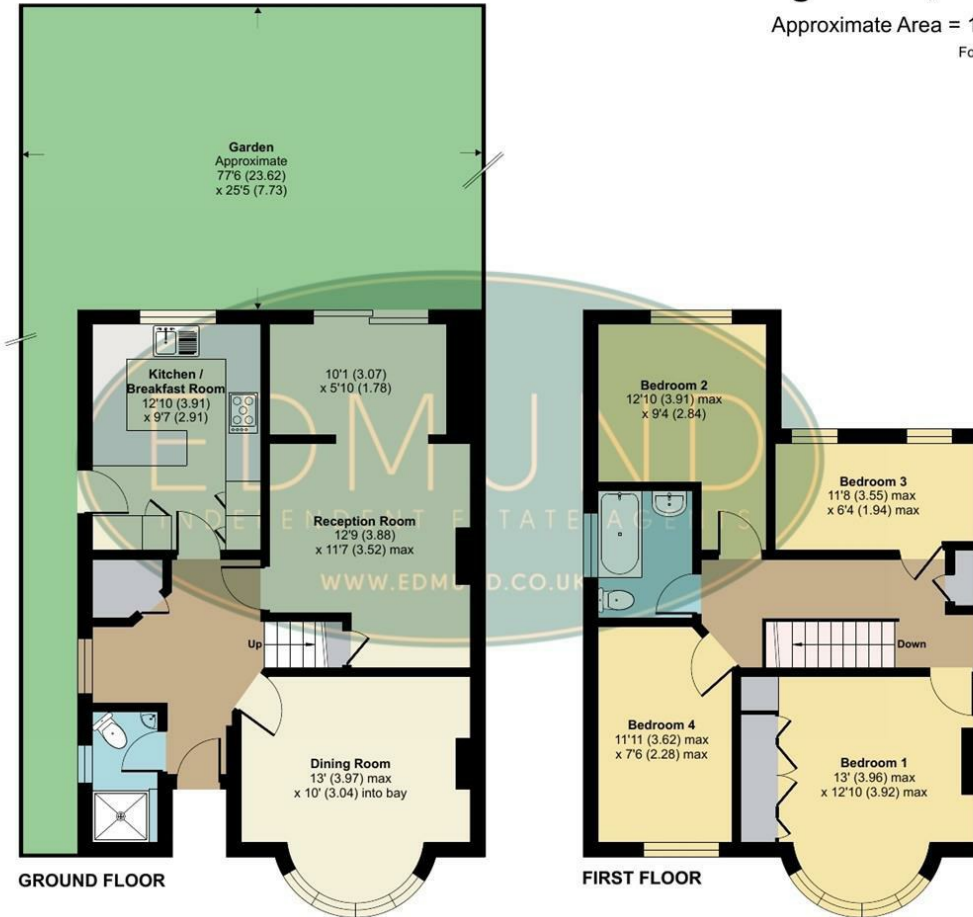 Approximate Area = 1
Garden
Approximate
77'6 (23.62)
x 25'5 (7.73)
Kitchen /
Breakfast Room
12'10 (3.91)
x 9'7 (2.91)
10'1 (3.07)
x 5'10 (1.78)
Reception Room
12'9 (3.88)
x 11'7 (3.52) max
Up
Dining Room
13' (3.97) max
x 10' (3.04) into bay
GROUND FLOOR
Bedroom 2
12'10 (3.91) max
x 9'4 (2.84)
Bedroom 3
11'8 (3.55) max
x 6'4 (1.94) max
Down
Bedroom 4
11'11 (3.62) max
x 7'6 (2.28) max
Bedroom 1
13' (3.96) max
x 12'10 (3.92) max
FIRST FLOOR
EDMUND
INDEPENDENT ESTATE AGENTS
WWW.EDMUND.CO.UK